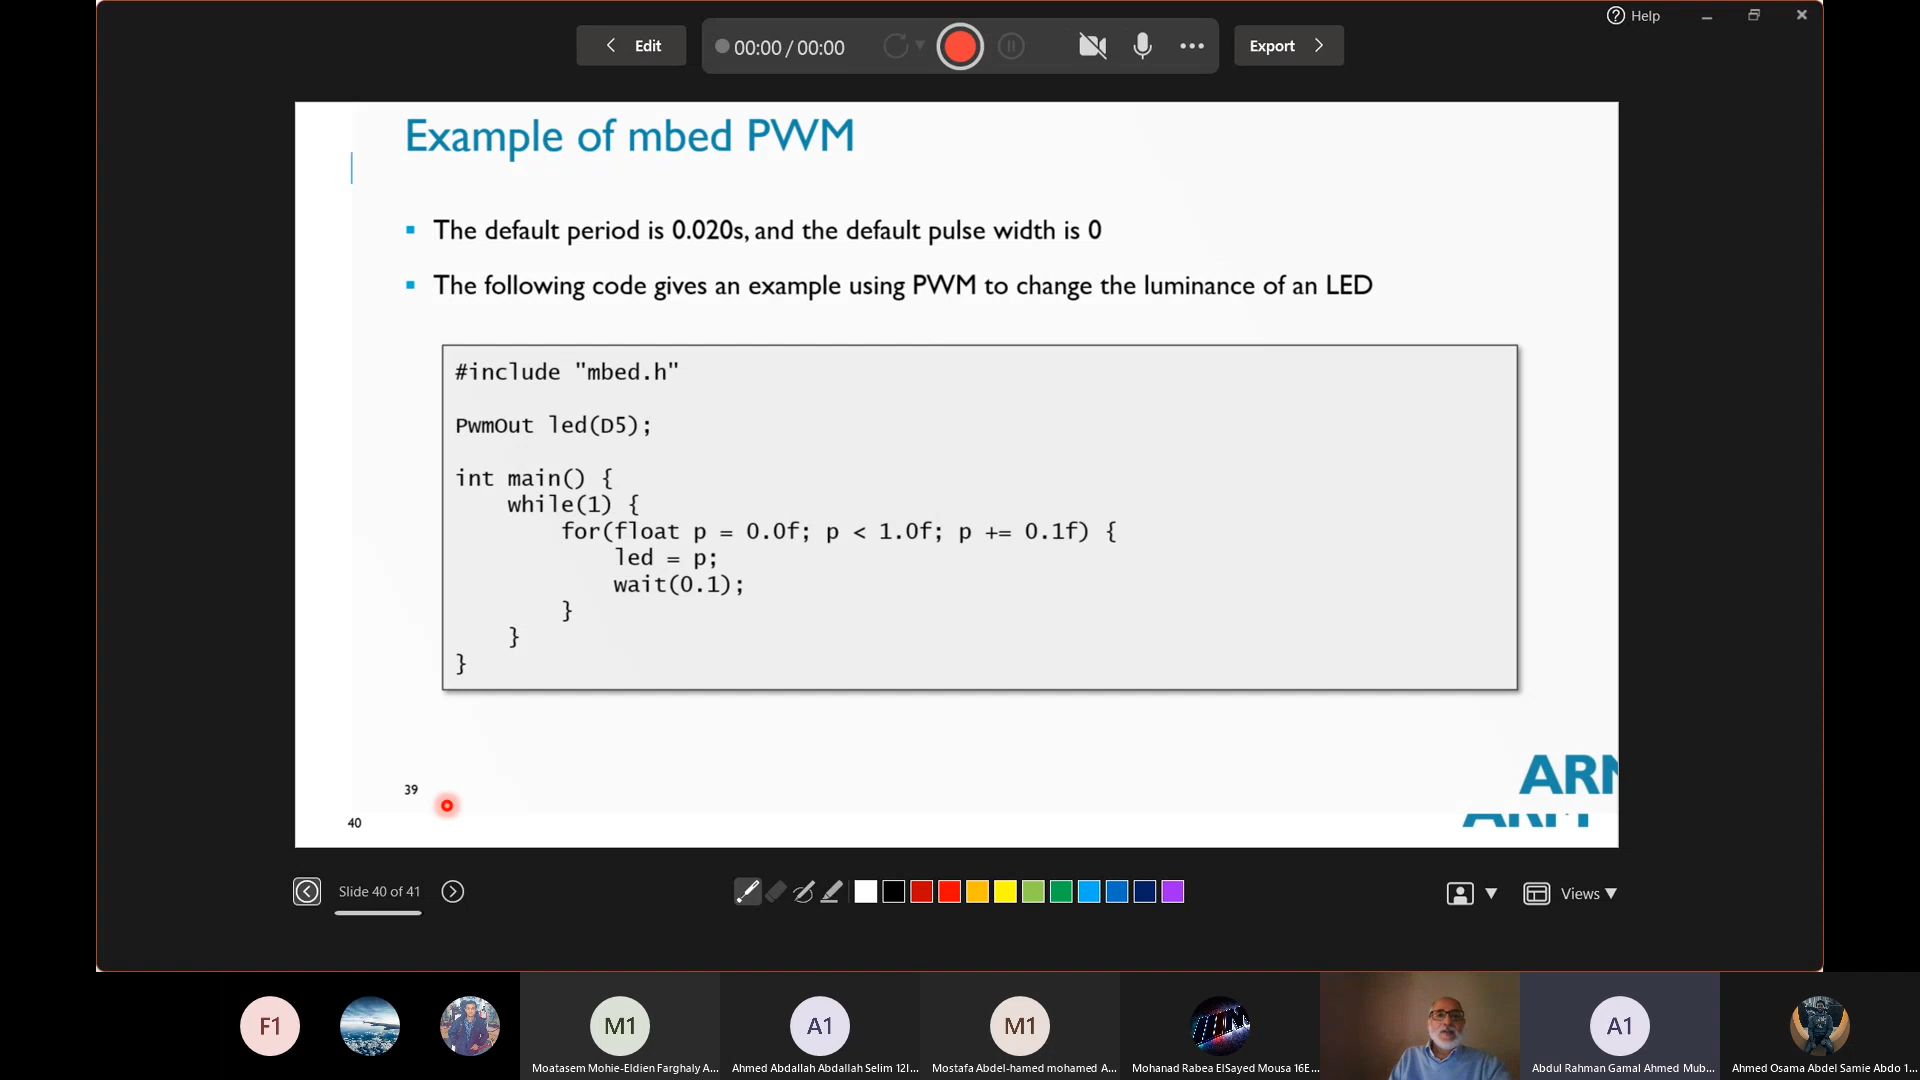 Help
Edit
00:00 / 00:00
Export
Example of mbed PWM
The default period is 0.020s, and the default pulse width is 0
The following code gives an example using PWM to change the luminance of an LED
#include "mbed.h"
PwmOut led(D5);
int main() {
while(1) {
for(float p = 0.0f; p < 1.0f; p += 0.1f) {
led = p;
wait(0.1);
}
}
}
39
40
ARM
Slide 40 of 41
Views
F1
M1
A1
M1
A1
Moatasem Mohie-Eldien Farghaly A...
Ahmed Abdallah Abdallah Selim 12I...
Mostafa Abdel-hamed mohamed A...
Mohanad Rabea ElSayed Mousa 16E...
Abdul Rahman Gamal Ahmed Mub...
Ahmed Osama Abdel Samie Abdo 1...